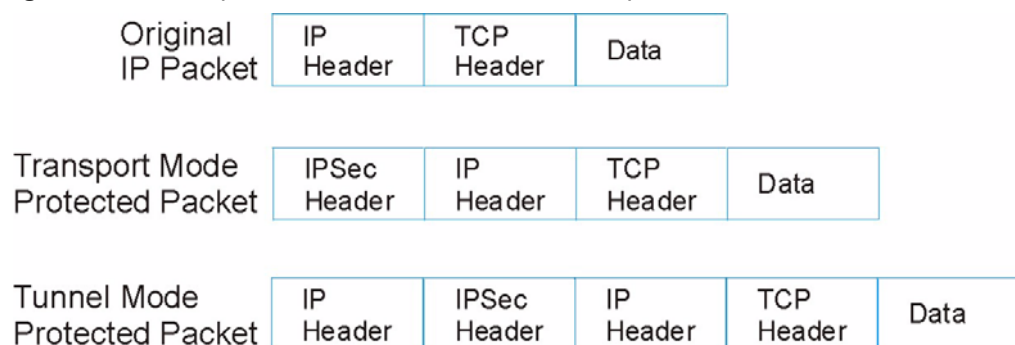 Original
IP Packet
IP
Header
TCP
Header
Data
Transport Mode
Protected Packet
IPSec
Header
IP
Header
TCP
Header
Data
Tunnel Mode
Protected Packet
IP
Header
IPSec
Header
IP
Header
TCP
Header
Data